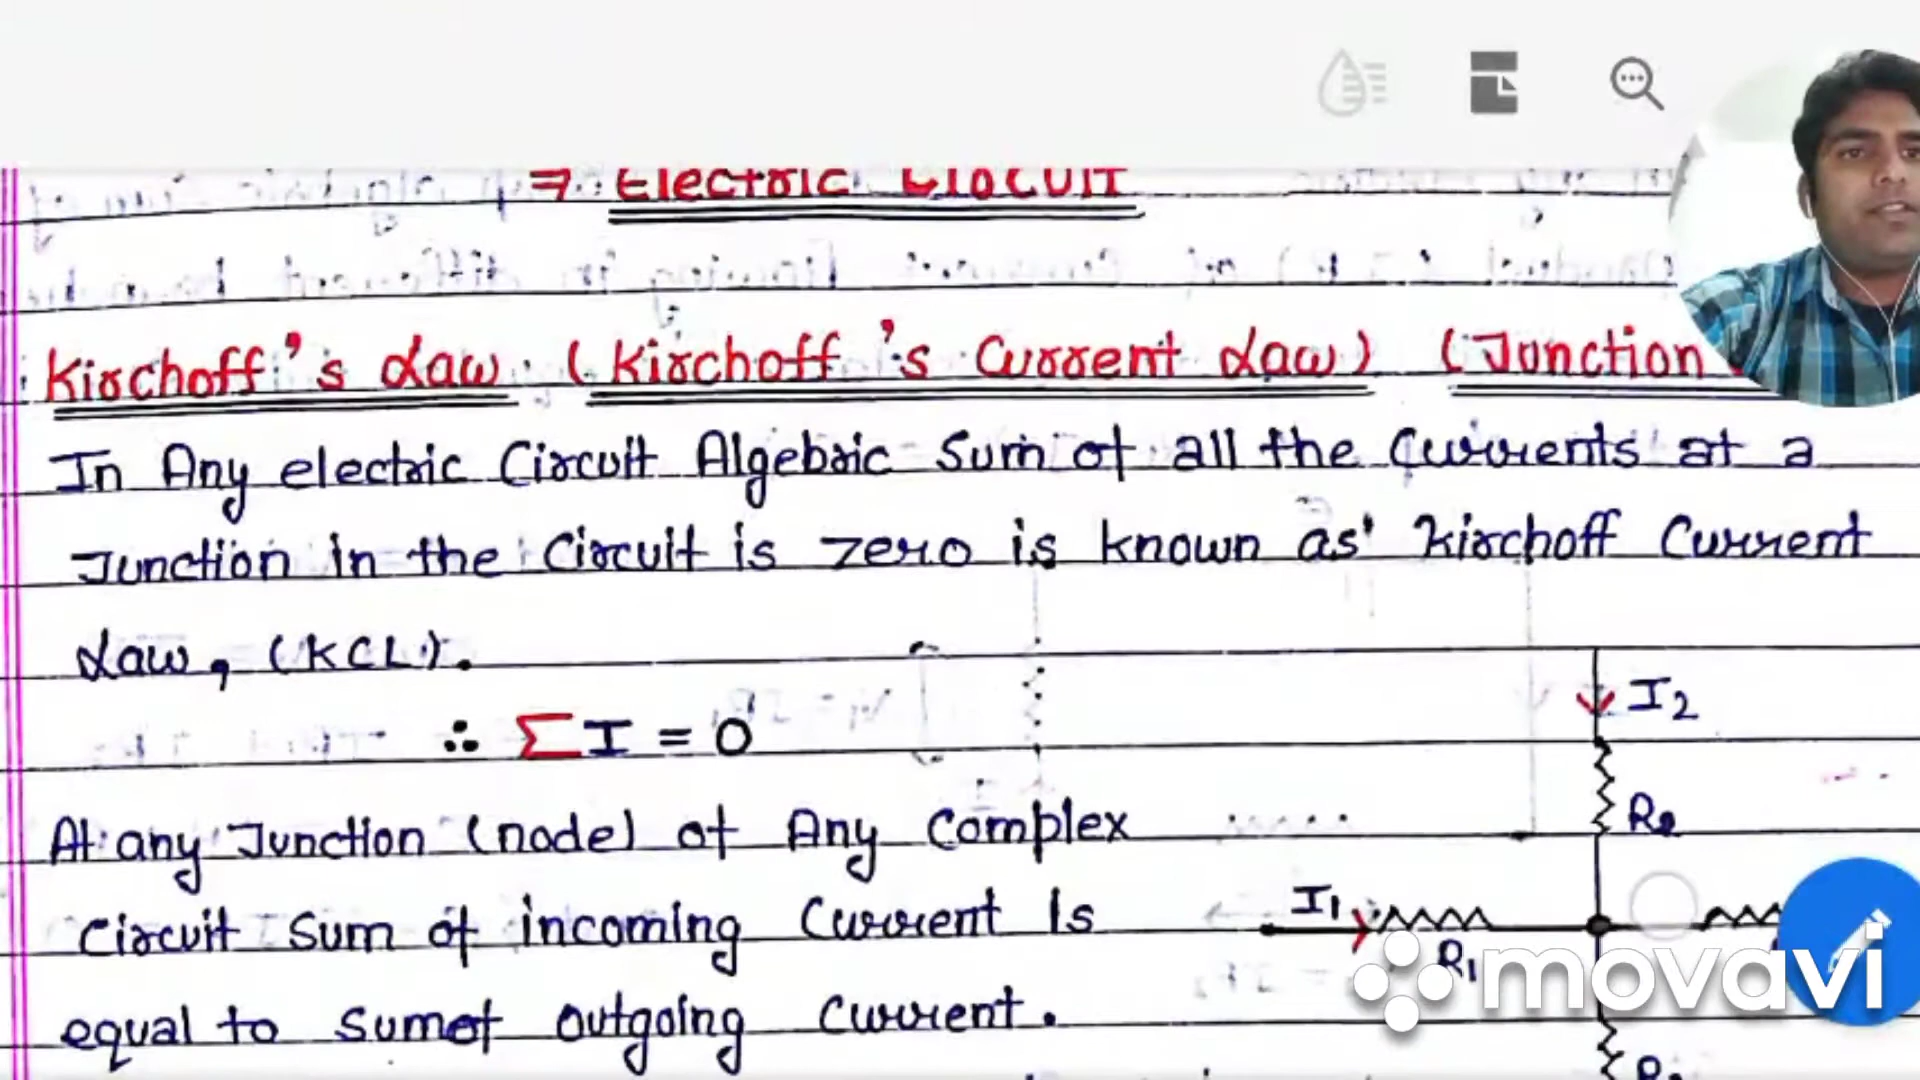 ⇒ Electric Circuit
Kirchoff's Law (Kirchoff's Current Law) (Junction
In Any electric Circuit Algebric Sum of all the Currents at a
Junction in the Circuit is zero is known as Kirchoff Current
Law, (KCL).
∴ ΣI = 0
I2
R2
At any Junction (node) of Any Complex
Circuit Sum of incoming Current Is
I1
R1
movavi
equal to Sum of outgoing Current.